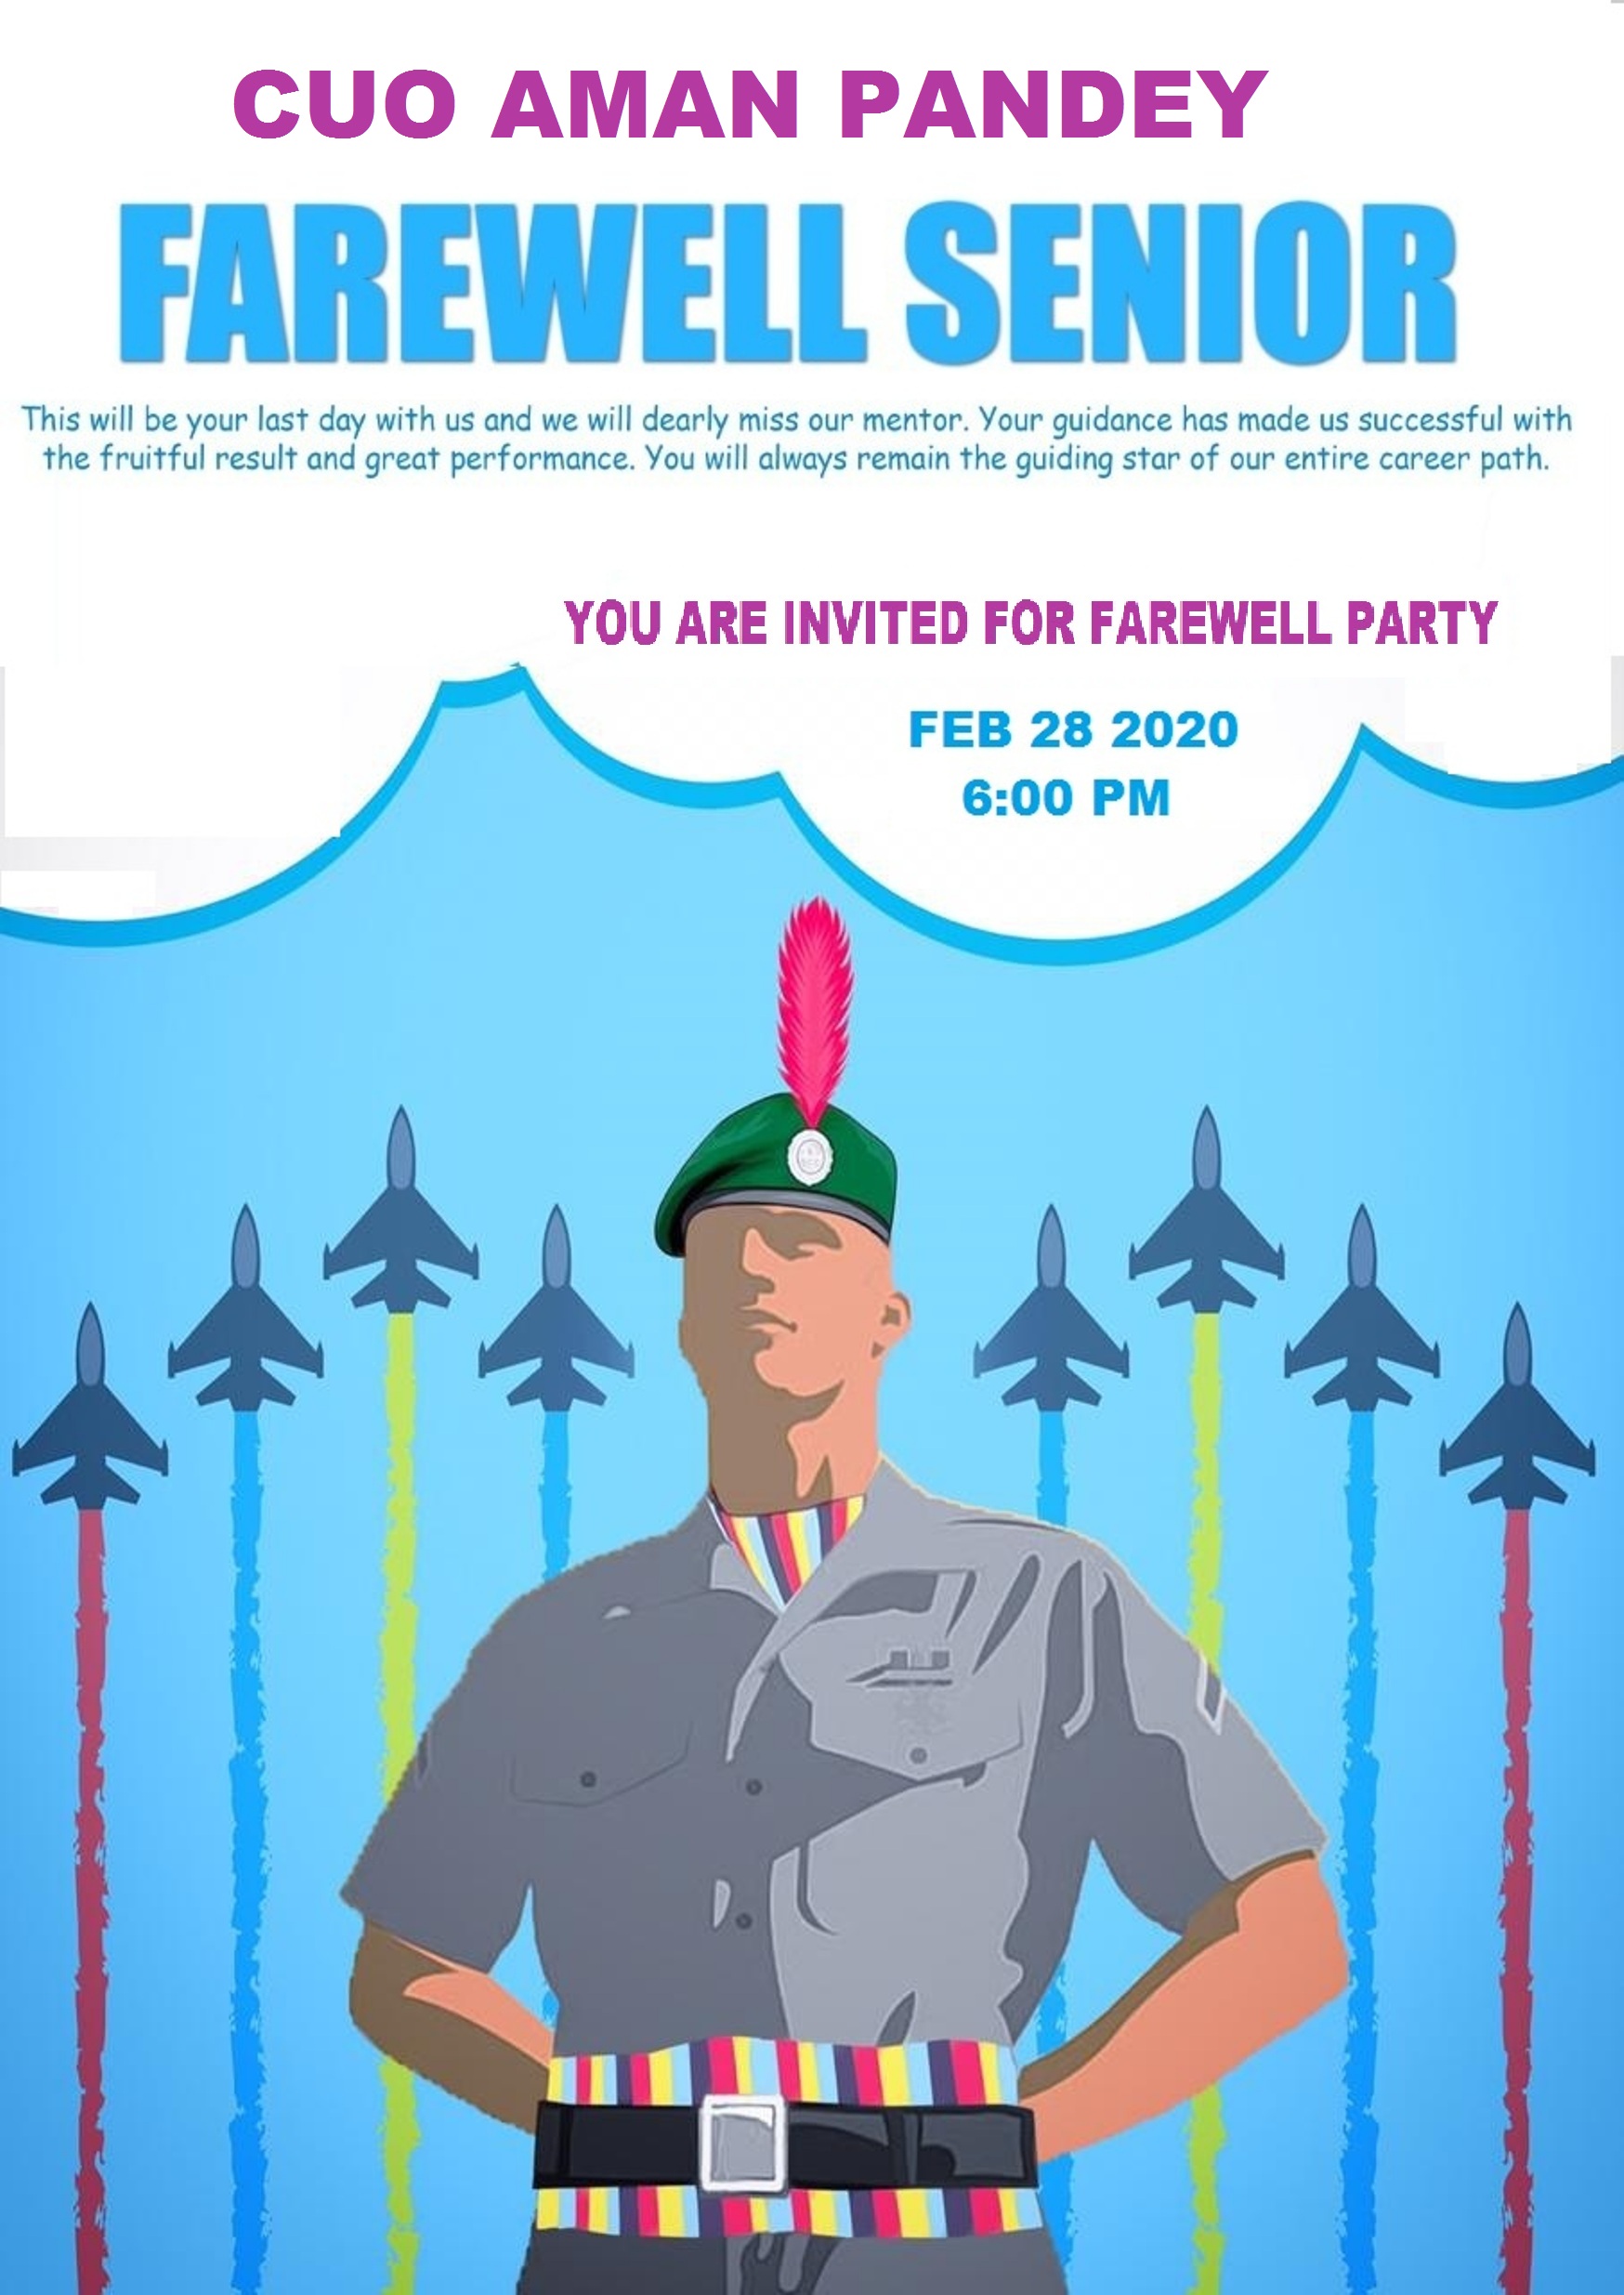 CUO AMAN PANDEY
FAREWELL SENIOR
This will be your last day with us and we will dearly miss our mentor. Your guidance has made us successful with
the fruitful result and great performance. You will always remain the guiding star of our entire career path.
YOU ARE INVITED FOR FAREWELL PARTY
FEB 28 2020
6:00 PM